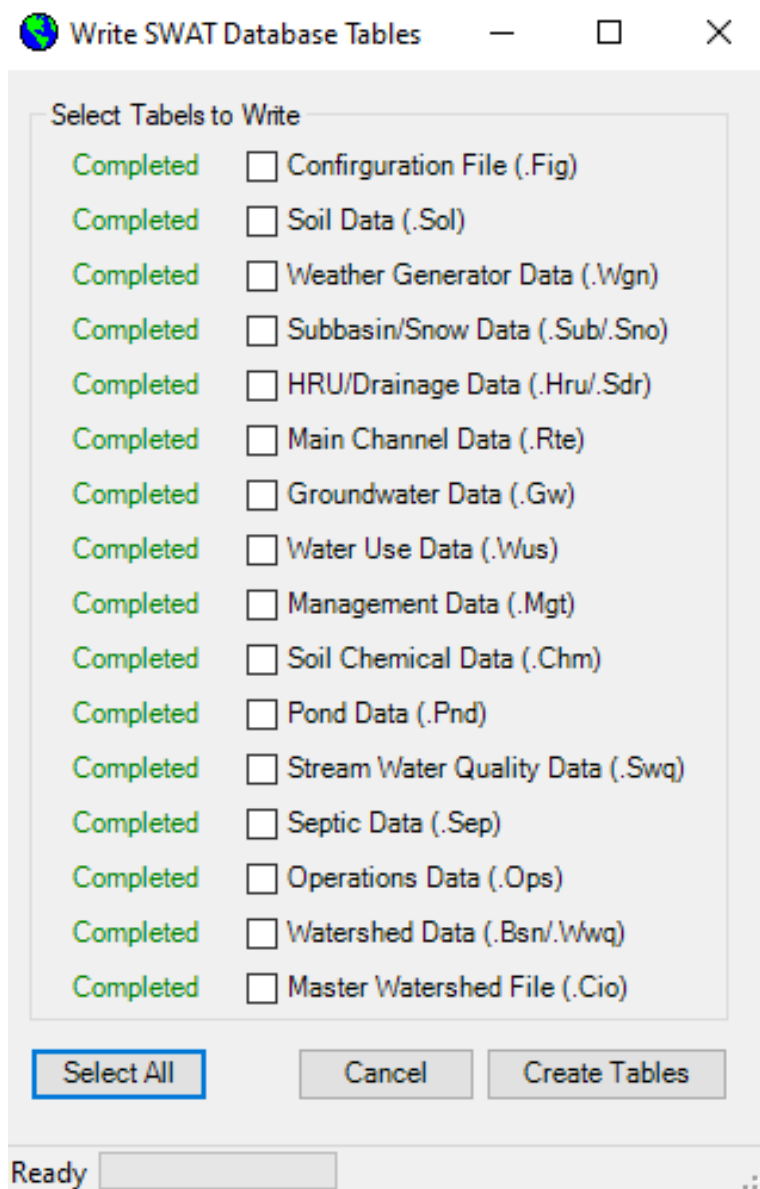 Write SWAT Database Tables
Select Tabels to Write
Completed Confirguration File (.Fig)
Completed Soil Data (.Sol)
Completed Weather Generator Data (.Wgn)
Completed Subbasin/Snow Data (.Sub/.Sno)
Completed HRU/Drainage Data (.Hru/.Sdr)
Completed Main Channel Data (.Rte)
Completed Groundwater Data (.Gw)
Completed Water Use Data (.Wus)
Completed Management Data (.Mgt)
Completed Soil Chemical Data (.Chm)
Completed Pond Data (.Pnd)
Completed Stream Water Quality Data (.Swq)
Completed Septic Data (.Sep)
Completed Operations Data (.Ops)
Completed Watershed Data (.Bsn/.Wwq)
Completed Master Watershed File (.Cio)
Select All Cancel Create Tables
Ready